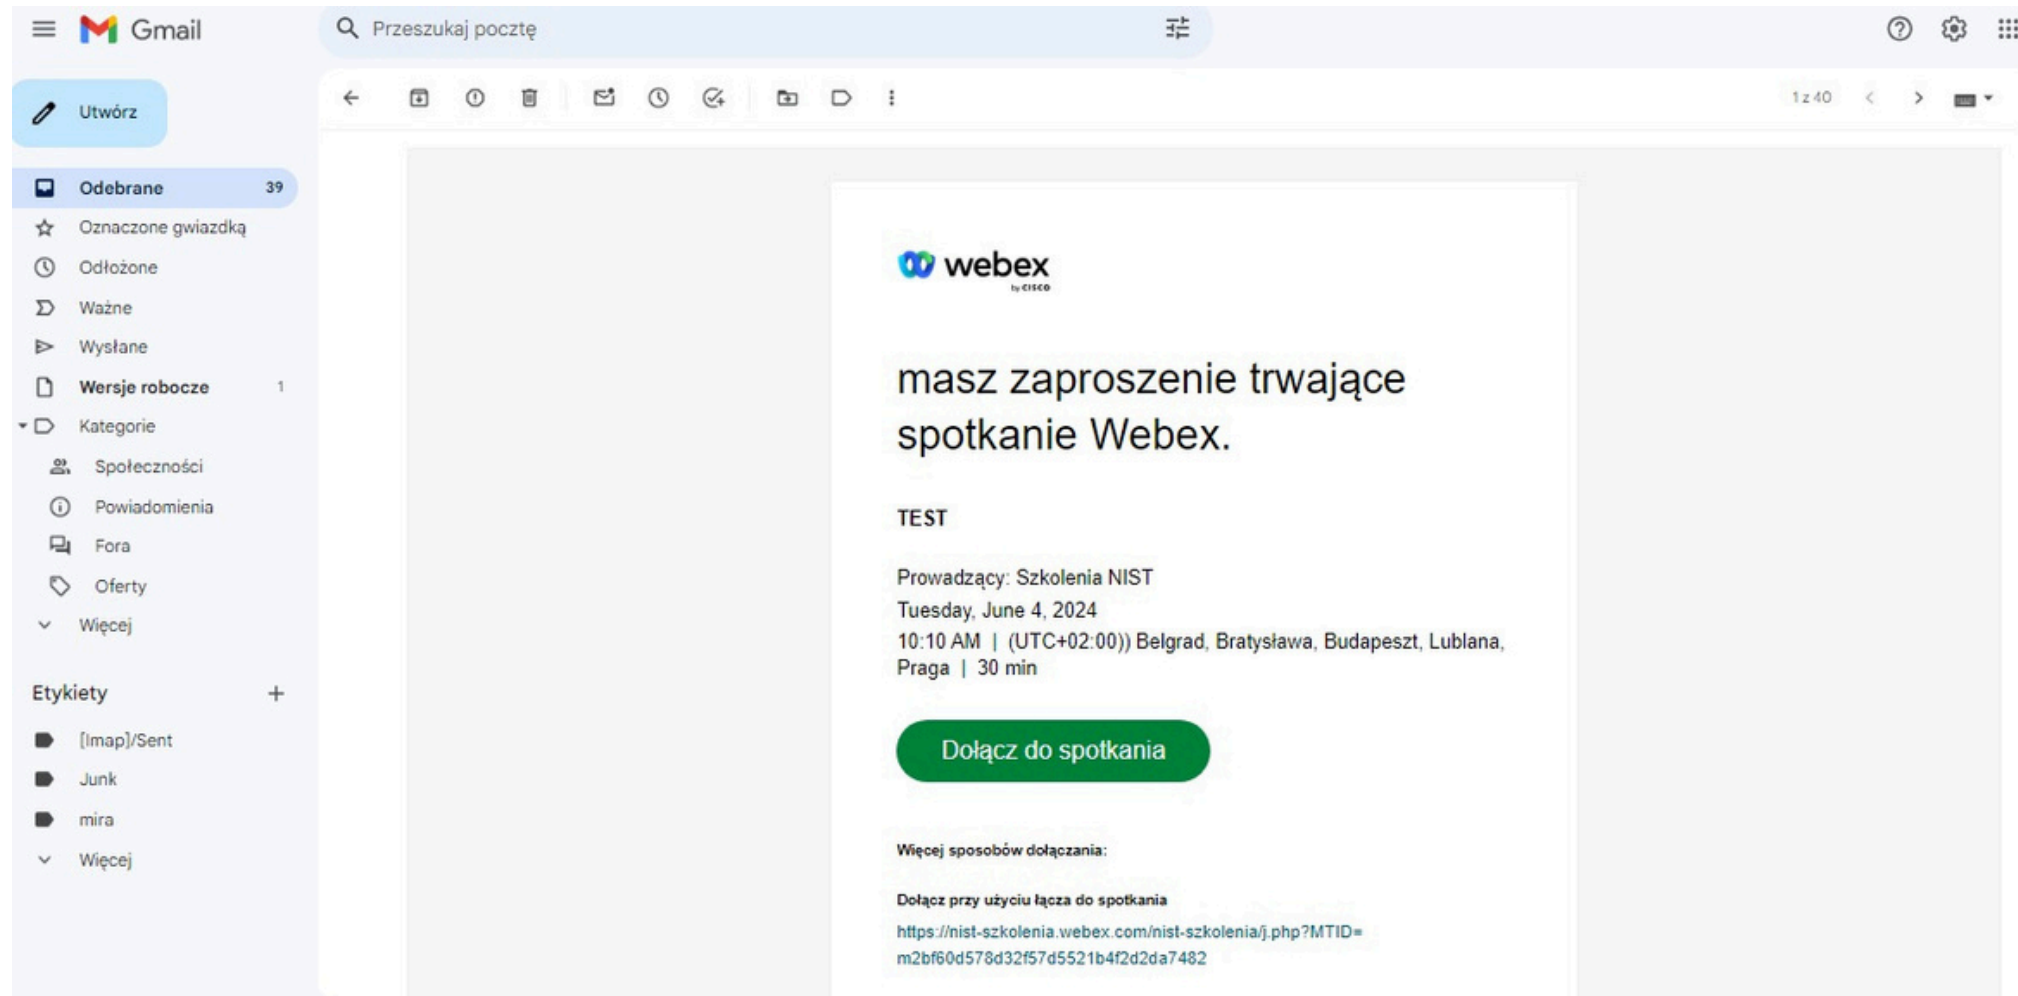 Gmail
Przeszukaj pocztę
Utwórz
1 z 40
Odebrane 39
Oznaczone gwiazdką
Odłożone
Ważne
Wysłane
Wersje robocze 1
Kategorie
Społeczności
Powiadomienia
Fora
Oferty
Więcej
Etykiety +
[Imap]/Sent
Junk
mira
Więcej
webex
by CISCO
masz zaproszenie trwające
spotkanie Webex.
TEST
Prowadzący: Szkolenia NIST
Tuesday, June 4, 2024
10:10 AM | (UTC+02:00)) Belgrad, Bratysława, Budapeszt, Lublana,
Praga | 30 min
Dołącz do spotkania
Więcej sposobów dołączania:
Dołącz przy użyciu łącza do spotkania
https://nist-szkolenia.webex.com/nist-szkolenia/j.php?MTID=
m2bf60d578d32f57d5521b4f2d2da7482